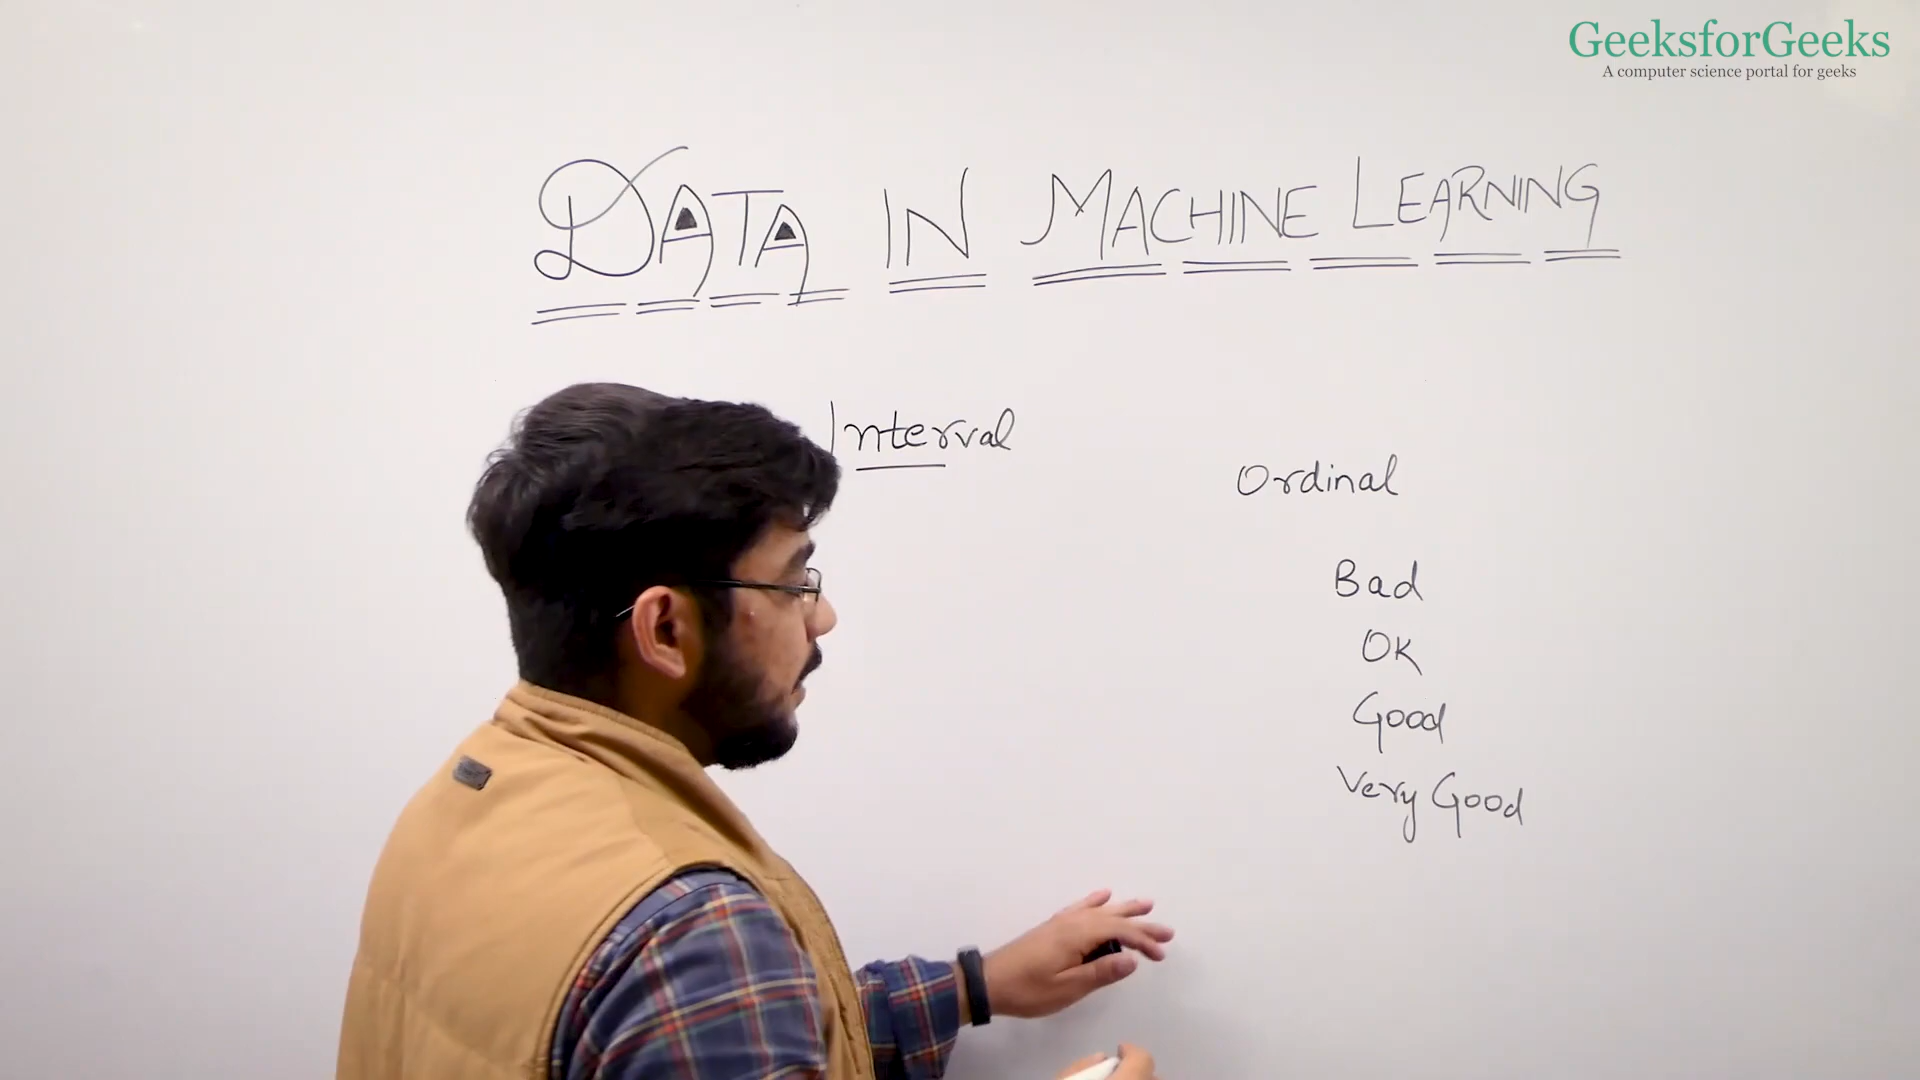 GeeksforGeeks
A computer science portal for geeks
DATA IN MACHINE LEARNING
Interval
Ordinal
Bad
OK
Good
Very Good